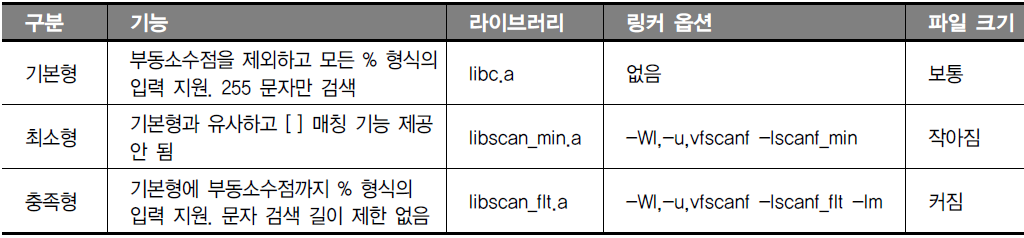 구분 기능 라이브러리 링커 옵션 파일 크기
기본형 부동소수점을 제외하고 모든 % 형식의 libc.a 없음 보통
입력 지원. 255 문자만 검색
최소형 기본형과 유사하고 [ ] 매칭 기능 제공 libscan_min.a -Wl,-u,vfscanf -lscanf_min 작아짐
안 됨
충족형 기본형에 부동소수점까지 % 형식의 libscan_flt.a -Wl,-u,vfscanf -lscanf_flt -lm 커짐
입력 지원. 문자 검색 길이 제한 없음